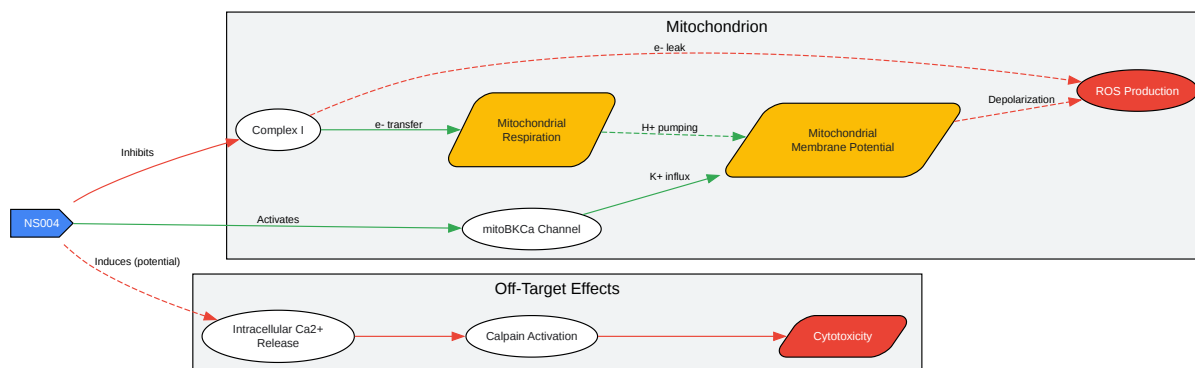 Mitochondrion
e- leak
ROS Production
Depolarization
Complex I
e- transfer
Mitochondrial
Respiration
H+ pumping
Mitochondrial
Membrane Potential
Inhibits
K+ influx
NS004
Activates
mitoBKCa Channel
Induces (potential)
Off-Target Effects
Intracellular Ca2+
Release
Calpain Activation
Cytotoxicity